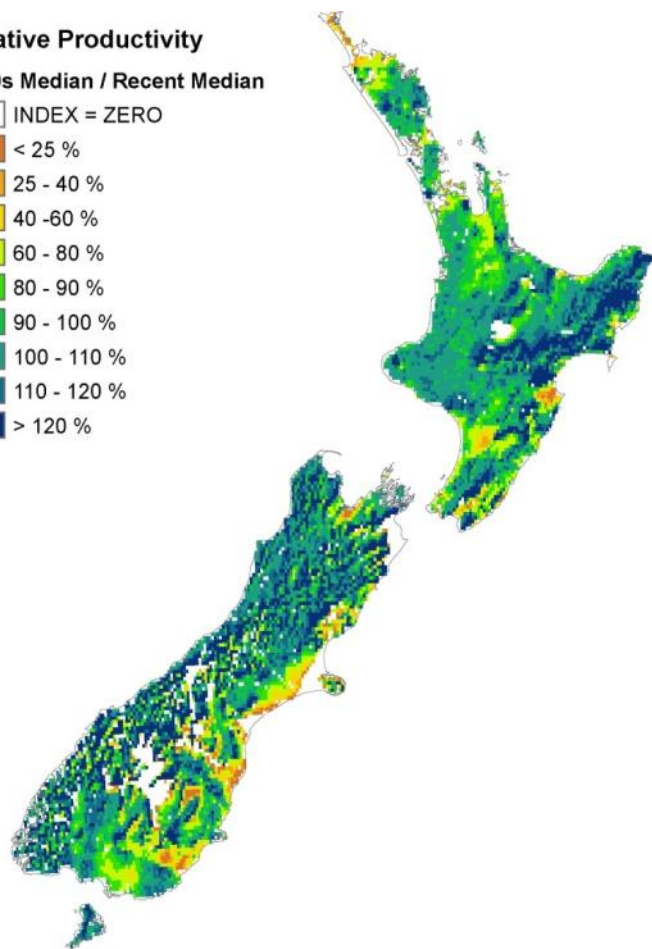 ative Productivity
s Median / Recent Median
INDEX = ZERO
< 25 %
25 - 40 %
40 -60 %
60 - 80 %
80 - 90 %
90 - 100 %
100 - 110 %
110 - 120 %
> 120 %